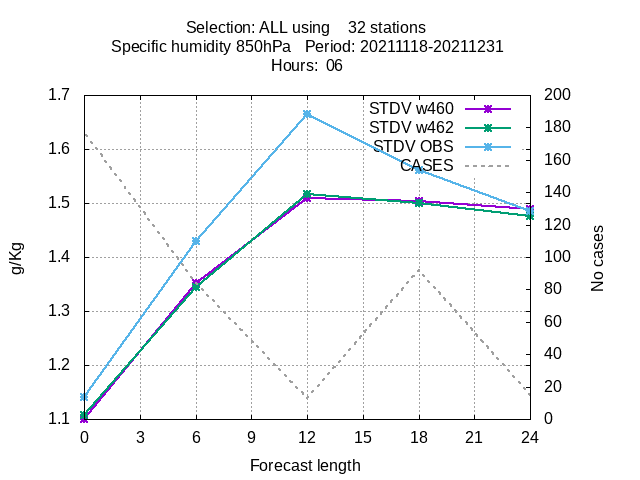 Selection: ALL using 32 stations
Specific humidity 850hPa Period: 20211118-20211231
Hours: 06
1.7
1.6
1.5
1.4
1.3
1.2
1.1
g/Kg
STDV w460
STDV w462
STDV OBS
CASES
200
180
160
140
120
100
80
60
40
20
0
No cases
0 3 6 9 12 15 18 21 24
Forecast length